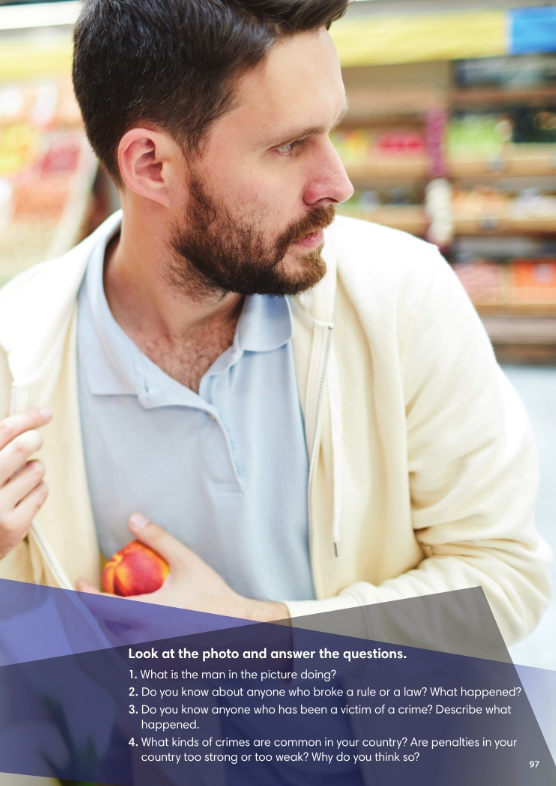 Look at the photo and answer the questions.
1. What is the man in the picture doing?
2. Do you know about anyone who broke a rule or a law? What happened?
3. Do you know anyone who has been a victim of a crime? Describe what
happened.
4. What kinds of crimes are common in your country? Are penalties in your
country too strong or too weak? Why do you think so?
97